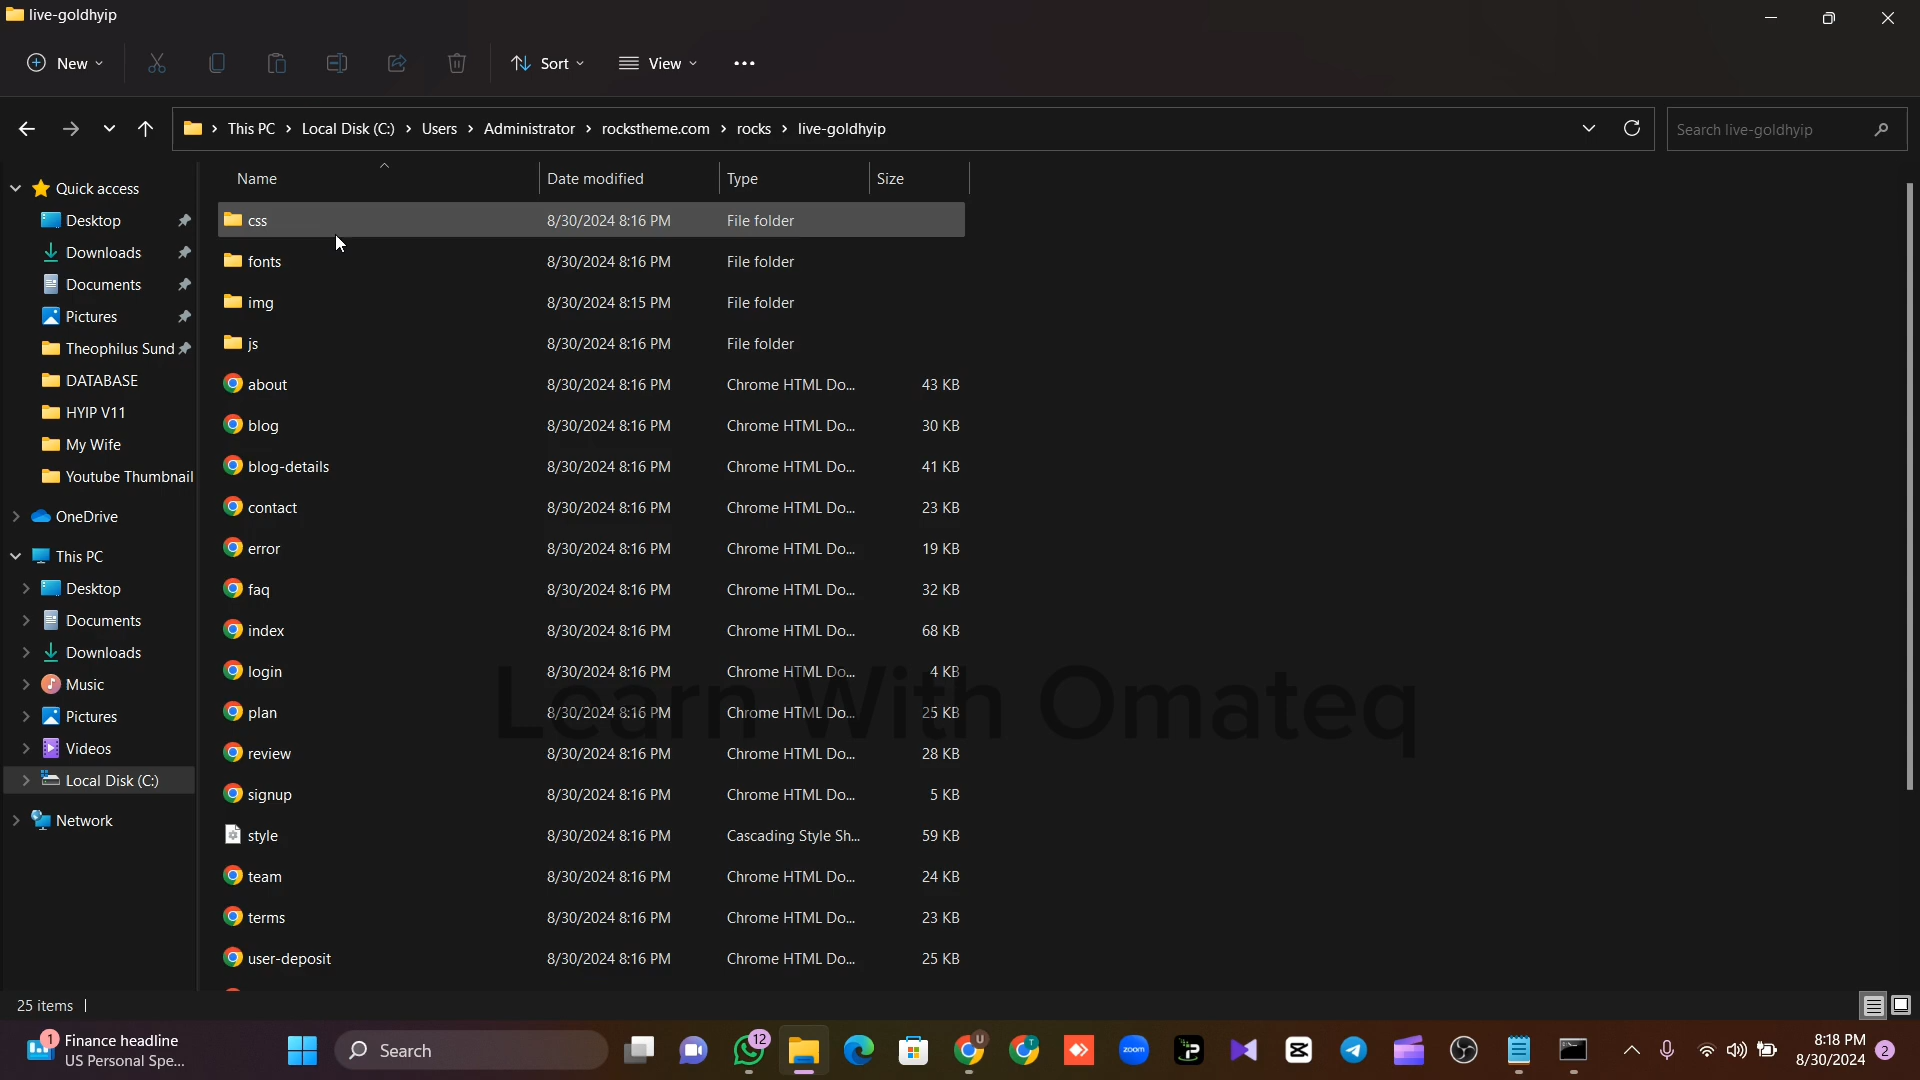 live-goldhyip
New
Sort
View
This PC
Local Disk (C:)
Users
Administrator
rockstheme.com
rocks
live-goldhyip
Search live-goldhyip
Quick access
Desktop
Downloads
Documents
Pictures
Theophilus Sund
DATABASE
HYIP V11
My Wife
Youtube Thumbnail
OneDrive
This PC
Desktop
Documents
Downloads
Music
Pictures
Videos
Local Disk (C:)
Network
Name Date modified Type Size
css 8/30/2024 8:16 PM File folder
fonts 8/30/2024 8:16 PM File folder
img 8/30/2024 8:15 PM File folder
js 8/30/2024 8:16 PM File folder
about 8/30/2024 8:16 PM Chrome HTML Do... 43 KB
blog 8/30/2024 8:16 PM Chrome HTML Do... 30 KB
blog-details 8/30/2024 8:16 PM Chrome HTML Do... 41 KB
contact 8/30/2024 8:16 PM Chrome HTML Do... 23 KB
error 8/30/2024 8:16 PM Chrome HTML Do... 19 KB
faq 8/30/2024 8:16 PM Chrome HTML Do... 32 KB
index 8/30/2024 8:16 PM Chrome HTML Do... 68 KB
login 8/30/2024 8:16 PM Chrome HTML Do... 4 KB
plan 8/30/2024 8:16 PM Chrome HTML Do... 25 KB
review 8/30/2024 8:16 PM Chrome HTML Do... 28 KB
signup 8/30/2024 8:16 PM Chrome HTML Do... 5 KB
style 8/30/2024 8:16 PM Cascading Style Sh... 59 KB
team 8/30/2024 8:16 PM Chrome HTML Do... 24 KB
terms 8/30/2024 8:16 PM Chrome HTML Do... 23 KB
user-deposit 8/30/2024 8:16 PM Chrome HTML Do... 25 KB
Learn With Omateq
25 items
1
Finance headline
US Personal Spe...
Search
12
U
T
zoom
8:18 PM
8/30/2024
2